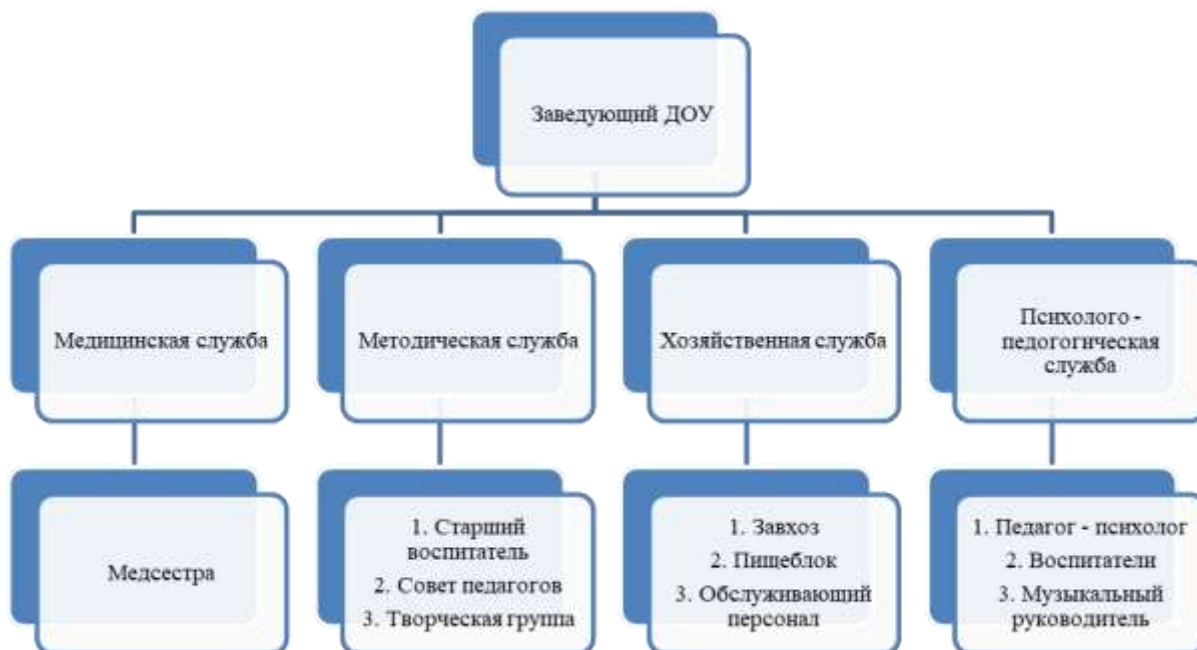 Заведующий ДОУ
Медицинская служба
Методическая служба
Хозяйственная служба
Психолого -
педогогическая
служба
Медсестра
1. Старший
воспитатель
2. Совет педагогов
3. Творческая группа
1. Завхоз
2. Пищеблок
3. Обслуживающий
персонал
1. Педагог - психолог
2. Воспитатели
3. Музыкальный
руководитель